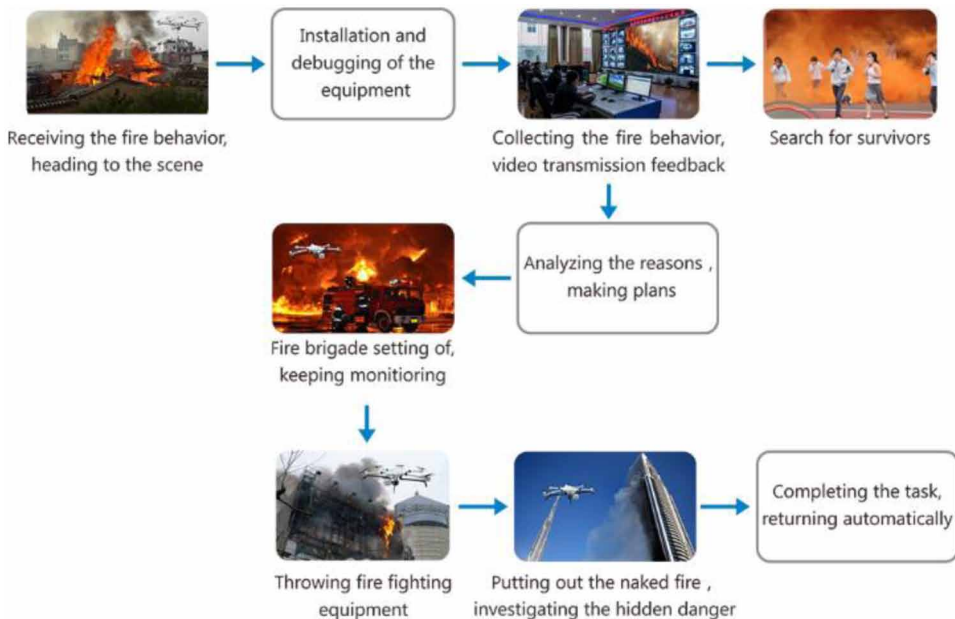 Receiving the fire behavior,
heading to the scene
Installation and
debugging of the
equipment
Collecting the fire behavior,
video transmission feedback
Search for survivors
Analyzing the reasons ,
making plans
Fire brigade setting of,
keeping monitioring
Throwing fire fighting
equipment
Putting out the naked fire ,
investigating the hidden danger
Completing the task,
returning automatically